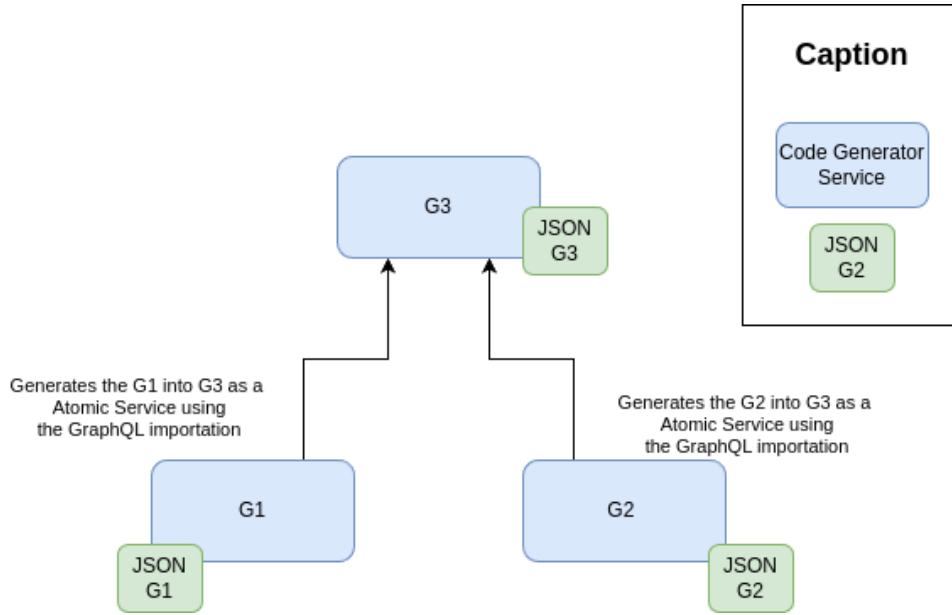 Caption
Code Generator
Service
JSON
G2
G3
JSON
G3
Generates the G1 into G3 as a
Atomic Service using
the GraphQL importation
Generates the G2 into G3 as a
Atomic Service using
the GraphQL importation
G1
JSON
G1
G2
JSON
G2